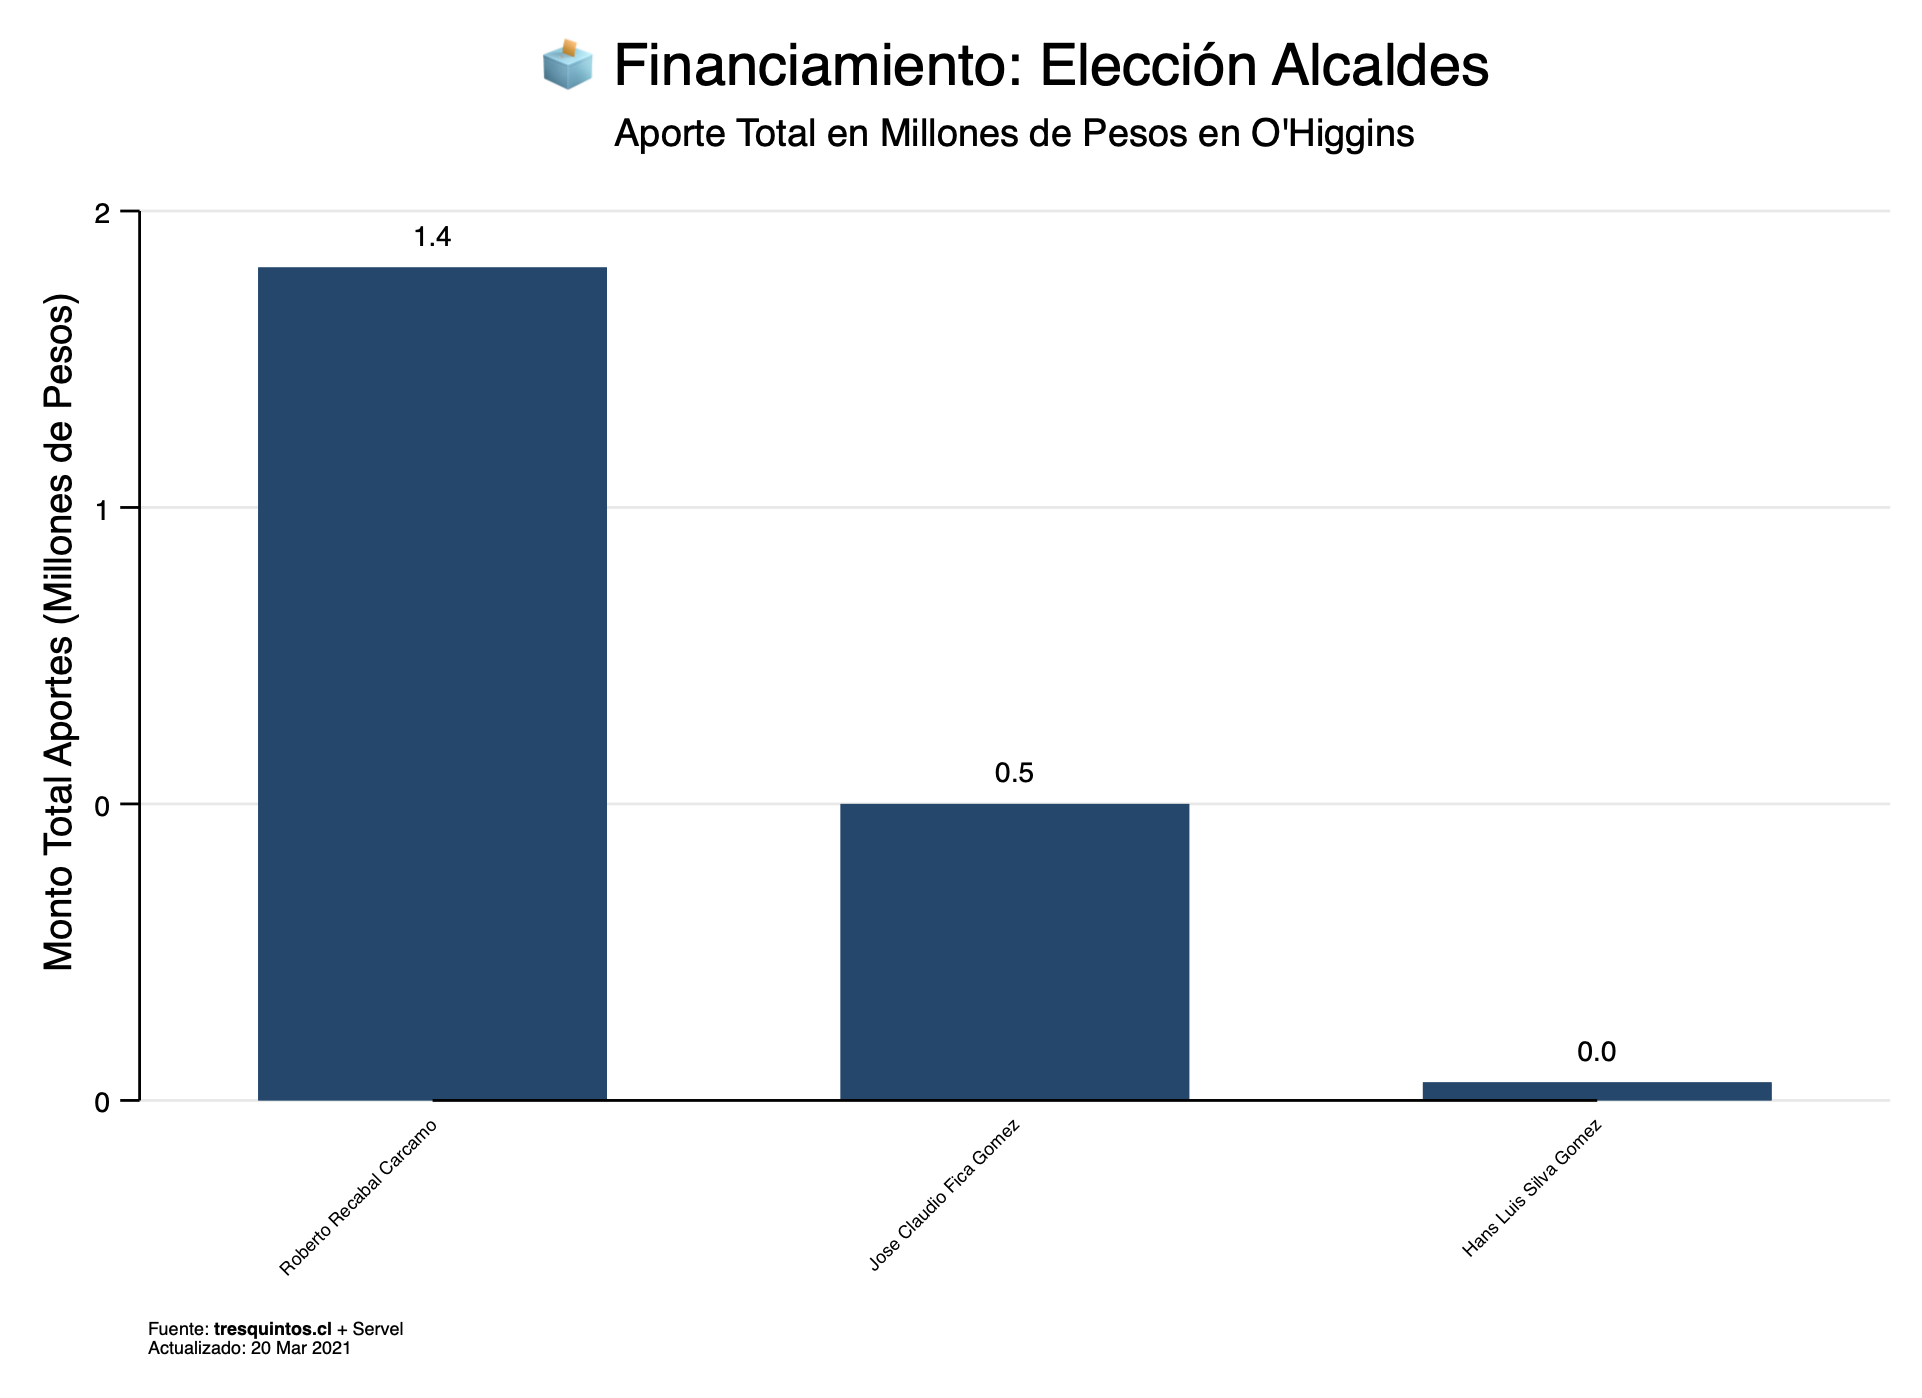 Financiamiento: Elección Alcaldes
Aporte Total en Millones de Pesos en O'Higgins
Monto Total Aportes (Millones de Pesos)
2
1
0
0
1.4
0.5
0.0
Roberto Recabal Carcamo
Jose Claudio Fica Gomez
Hans Luis Silva Gomez
Fuente: tresquintos.cl + Servel
Actualizado: 20 Mar 2021